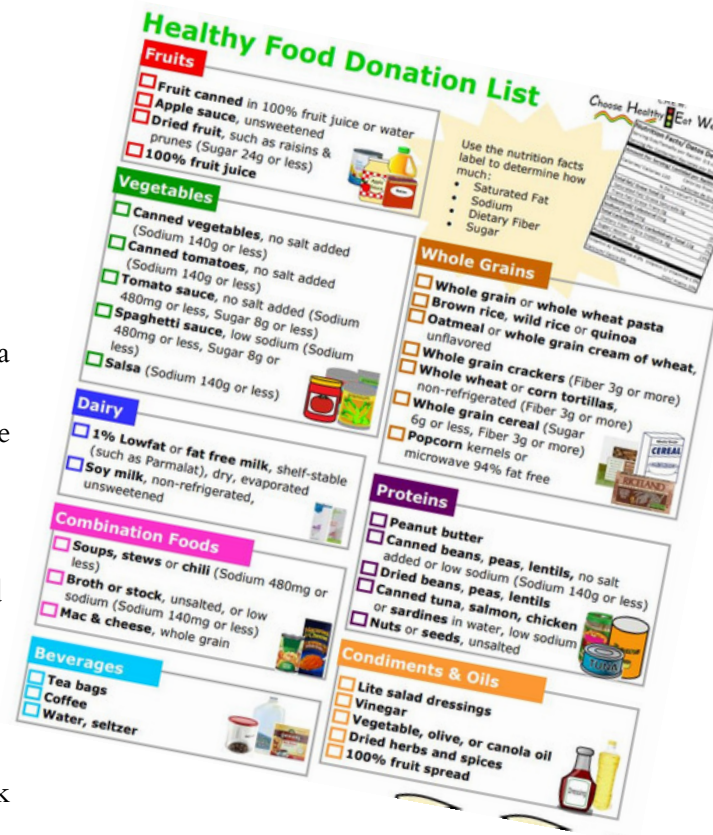 Healthy Food Donation List
Fruits
Fruit canned in 100% fruit juice or water
Apple sauce, unsweetened
Dried fruit, such as raisins &
prunes (Sugar 24g or less)
100% fruit juice
Vegetables
Canned vegetables, no salt added
(Sodium 140g or less)
Canned tomatoes, no salt added
(Sodium 140g or less)
Tomato sauce, no salt added (Sodium
480mg or less, Sugar 8g or less)
Spaghetti sauce, low sodium (Sodium
480mg or less, Sugar 8g or
less)
Salsa (Sodium 140g or less)
Dairy
1% Lowfat or fat free milk, shelf-stable
(such as Parmalat), dry, evaporated
Soy milk, non-refrigerated,
unsweetened
Combination Foods
Soups, stews or chili (Sodium 480mg or
less)
Broth or stock, unsalted, or low
sodium (Sodium 140mg or less)
Mac & cheese, whole grain
Beverages
Tea bags
Coffee
Water, seltzer
Choose Healthy Eat
Use the nutrition facts
label to determine how
much:
• Saturated Fat
• Sodium
• Dietary Fiber
• Sugar
Nutrition Facts/
Whole Grains
Whole grain or whole wheat pasta
Brown rice, wild rice or quinoa
Oatmeal or whole grain cream of wheat,
unflavored
Whole grain crackers (Fiber 3g or more)
Whole wheat or corn tortillas,
non-refrigerated (Fiber 3g or more)
Whole grain cereal (Sugar
6g or less, Fiber 3g or more)
Popcorn kernels or
microwave 94% fat free
CEREAL
RICELAND
Proteins
Peanut butter
Canned beans, peas, lentils, no salt
added or low sodium (Sodium 140g or less)
Dried beans, peas, lentils
Canned tuna, salmon, chicken
or sardines in water, low sodium
Nuts or seeds, unsalted
TUNA
Condiments & Oils
Lite salad dressings
Vinegar
Vegetable, olive, or canola oil
Dried herbs and spices
100% fruit spread
Dressing
a
e
k